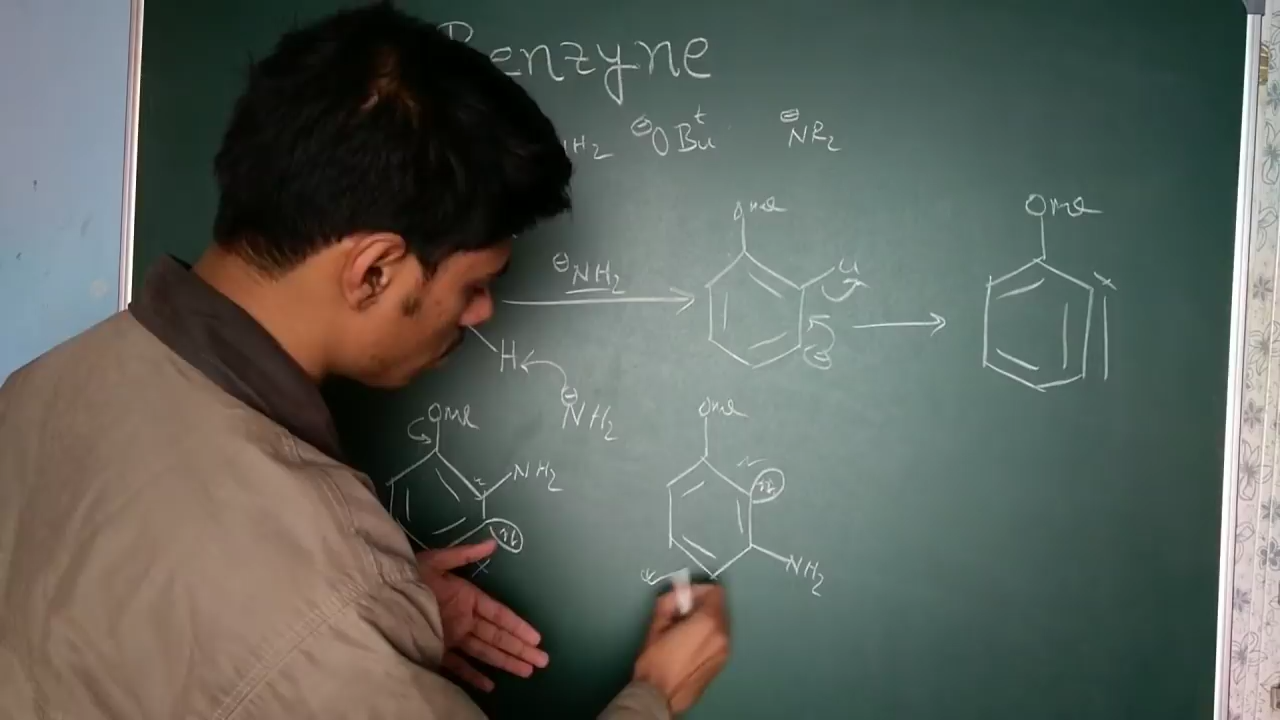 Benzyne
NH2 ⊖OBu^t ⊖NR2
OMe OMe
⊖NH2
H ⊖
⊖NH2
OMe OMe
NH2
NH2